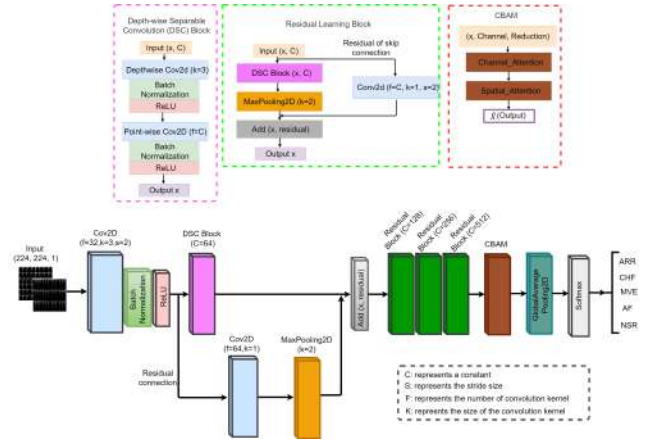 Depth-wise Separable
Convolution (DSC) Block
Input (x, C)
Depthwise Cov2d (k=3)
Batch
Normalization
ReLU
Point-wise Cov2D (f=C)
Batch
Normalization
ReLU
Output x
Residual Learning Block
Input (x, C)
Residual of skip
connection
DSC Block (x, C)
MaxPooling2D (k=2)
Conv2d (f=C, k=1, s=2)
Add (x, residual)
Output x
CBAM
(x, Channel, Reduction)
Channel_Attention
Spatial_Attention
(Output)
Input
(224, 224, 1)
Cov2D
(f=32,k=3,s=2)
Batch
Normalization
ReLU
DSC Block
(C=64)
Residual
connection
Cov2D
(f=64,k=1)
MaxPooling2D
(k=2)
Add (x, residual)
Residual
Block (C=128)
Residual
Block (C=256)
Residual
Block (C=512)
CBAM
GlobalAverage
Pooling2D
Softmax
ARR
CHF
MVE
AF
NSR
C: represents a constant
S: represents the stride size
F: represents the number of convolution kernel
K: represents the size of the convolution kernel